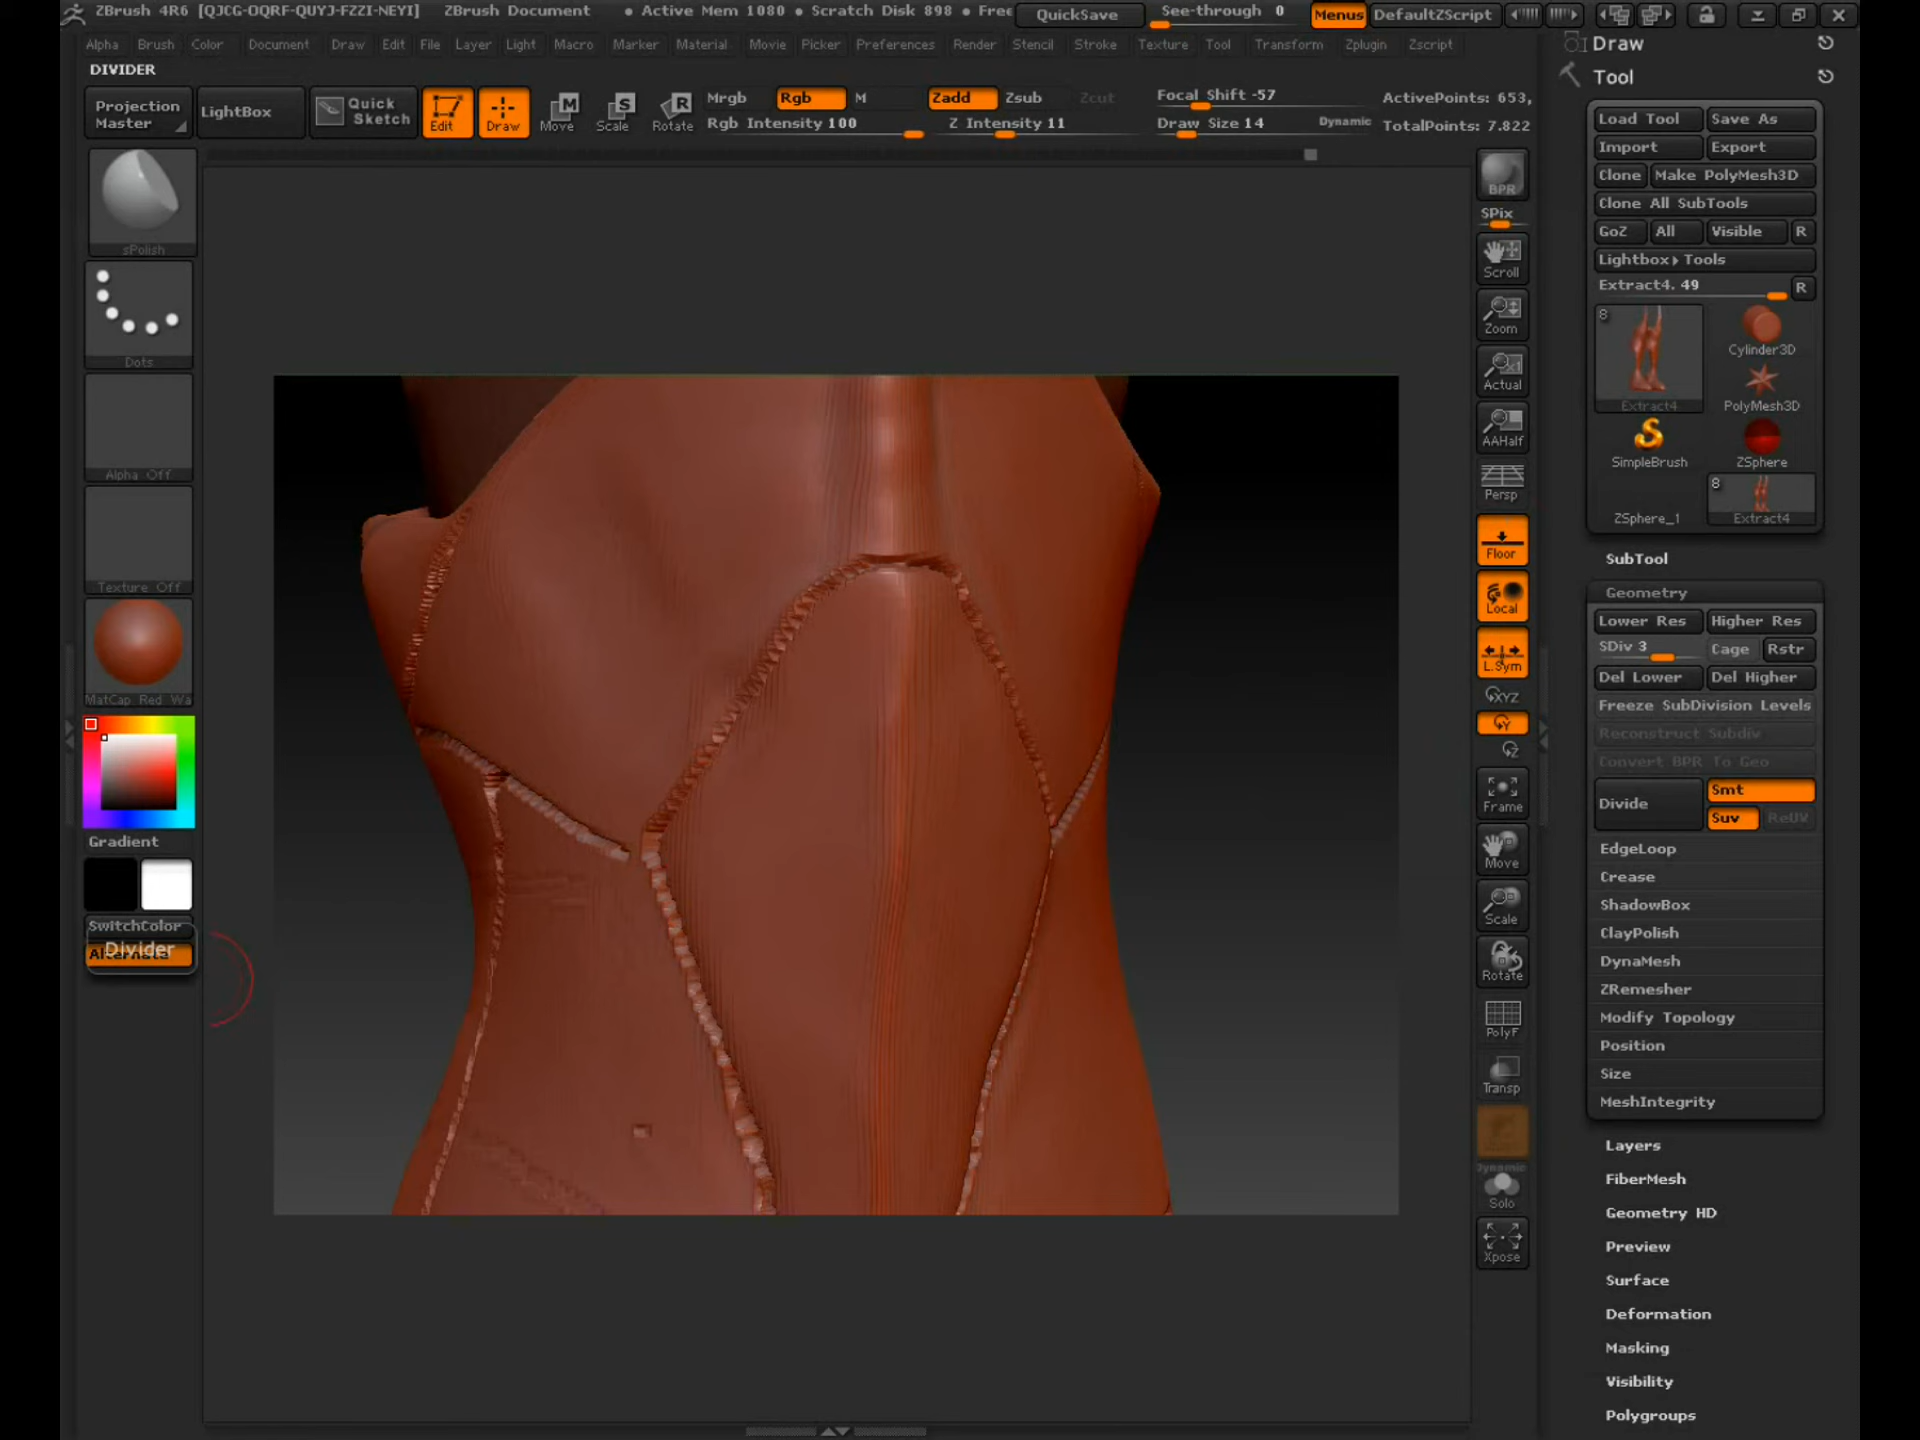 ZBrush 4R6 [QJCG-OQRF-QUYJ-FZZI-NEYI] ZBrush Document • Active Mem 1080 • Scratch Disk 898 • Free QuickSave See-through 0 Menus DefaultZScript
Alpha Brush Color Document Draw Edit File Layer Light Macro Marker Material Movie Picker Preferences Render Stencil Stroke Texture Tool Transform Zplugin Zscript
DIVIDER
Projection Master
LightBox
Quick Sketch
Edit
Draw
Move
Scale
Rotate
Mrgb Rgb M
Rgb Intensity 100
Zadd Zsub Zcut
Z Intensity 11
Focal Shift -57
Draw Size 14 Dynamic
ActivePoints: 653,
TotalPoints: 7.822
sPolish
Dots
Alpha Off
Texture Off
MatCap Red Wa
Gradient
SwitchColor
Divider
BPR
SPix
Scroll
Zoom
Actual
AAHalf
Persp
Floor
Local
L.Sym
XYZ
Y
Z
Frame
Move
Scale
Rotate
PolyF
Transp
Dynamic
Solo
Xpose
Draw
Tool
Load Tool Save As
Import Export
Clone Make PolyMesh3D
Clone All SubTools
GoZ All Visible R
Lightbox▸Tools
Extract4. 49 R
8
Extract4
Cylinder3D
PolyMesh3D
SimpleBrush
ZSphere
ZSphere_1
8
Extract4
SubTool
Geometry
Lower Res Higher Res
SDiv 3 Cage Rstr
Del Lower Del Higher
Freeze SubDivision Levels
Reconstruct Subdiv
Convert BPR To Geo
Divide
Smt
Suv ReUV
EdgeLoop
Crease
ShadowBox
ClayPolish
DynaMesh
ZRemesher
Modify Topology
Position
Size
MeshIntegrity
Layers
FiberMesh
Geometry HD
Preview
Surface
Deformation
Masking
Visibility
Polygroups